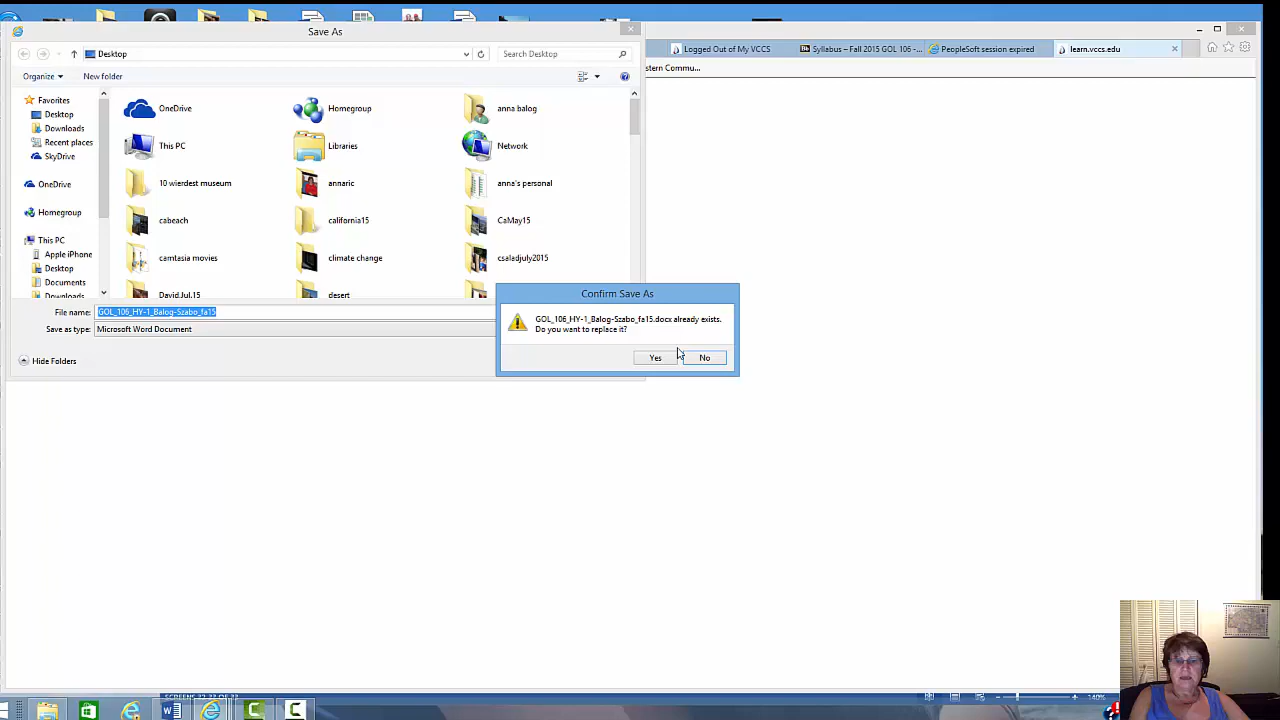 Save As
Desktop
Search Desktop
Organize
New folder
Favorites
Desktop
Downloads
Recent places
SkyDrive
OneDrive
Homegroup
This PC
Apple iPhone
Desktop
Documents
Downloads
OneDrive
Homegroup
anna balog
This PC
Libraries
Network
10 wierdest museum
annaric
anna's personal
cabeach
california15
CaMay15
camtasia movies
climate change
csaladjuly2015
David.Jul.15
desert
File name:
GOL_106_HY-1_Balog-Szabo_fa15
Save as type:
Microsoft Word Document
Hide Folders
Logged Out of My VCCS
Syllabus – Fall 2015 GOL 106 -...
PeopleSoft session expired
learn.vccs.edu
stern Commu...
Confirm Save As
GOL_106_HY-1_Balog-Szabo_fa15.docx already exists.
Do you want to replace it?
Yes
No
140%